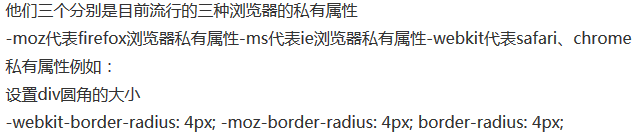 他们三个分别是目前流行的三种浏览器的私有属性
-moz代表firefox浏览器私有属性-ms代表ie浏览器私有属性-webkit代表safari、chrome
私有属性例如：
设置div圆角的大小
-webkit-border-radius: 4px; -moz-border-radius: 4px; border-radius: 4px;